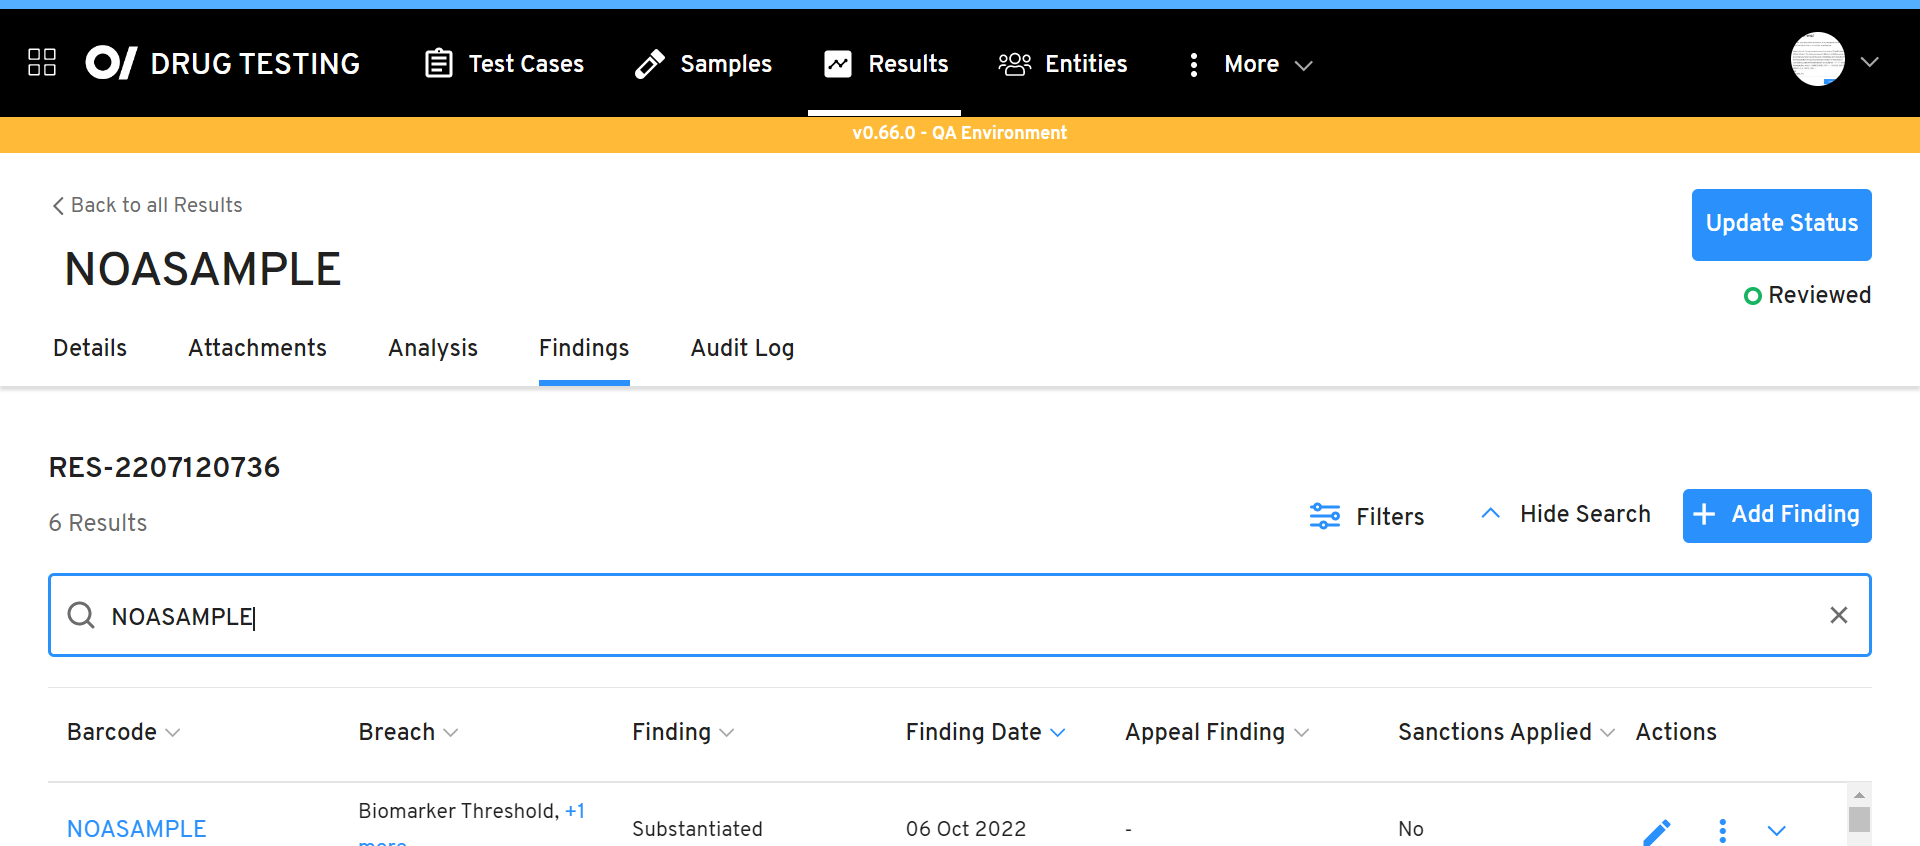 DRUG TESTING Test Cases Samples Results Entities More
v0.66.0 - QA Environment
Back to all Results
Update Status
NOASAMPLE
Reviewed
Details Attachments Analysis Findings Audit Log
RES-2207120736
6 Results
Filters Hide Search + Add Finding
NOASAMPLE
Barcode Breach Finding Finding Date Appeal Finding Sanctions Applied Actions
NOASAMPLE Biomarker Threshold, +1 more Substantiated 06 Oct 2022 - No